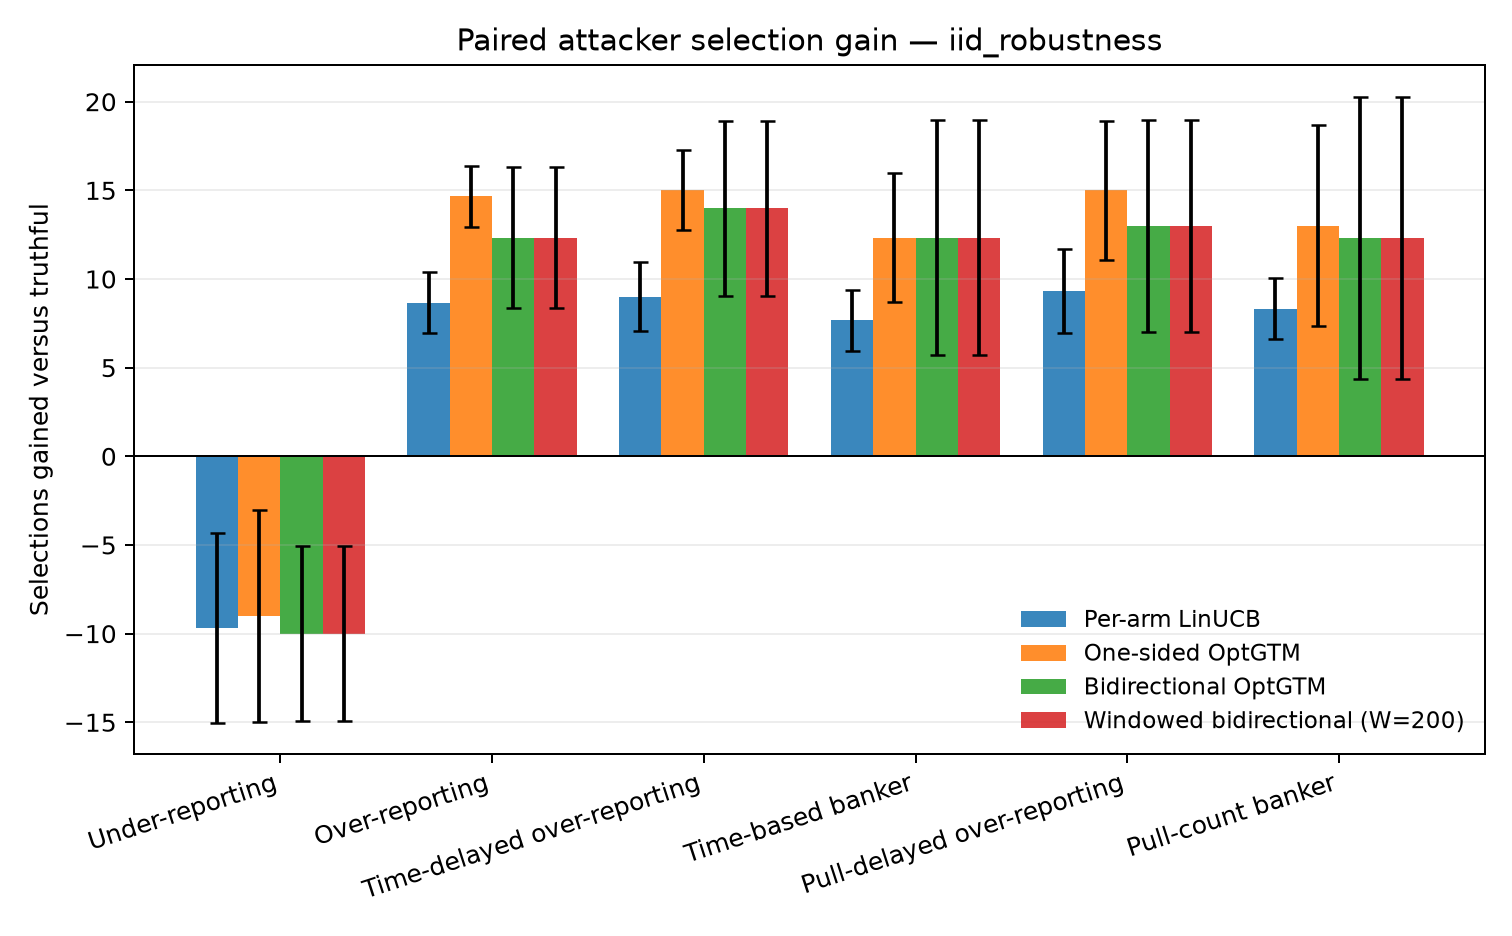 Paired attacker selection gain — iid_robustness
Selections gained versus truthful
20
15
10
5
0
−5
−10
−15
Under-reporting
Over-reporting
Time-delayed over-reporting
Time-based banker
Pull-delayed over-reporting
Pull-count banker
Per-arm LinUCB
One-sided OptGTM
Bidirectional OptGTM
Windowed bidirectional (W=200)